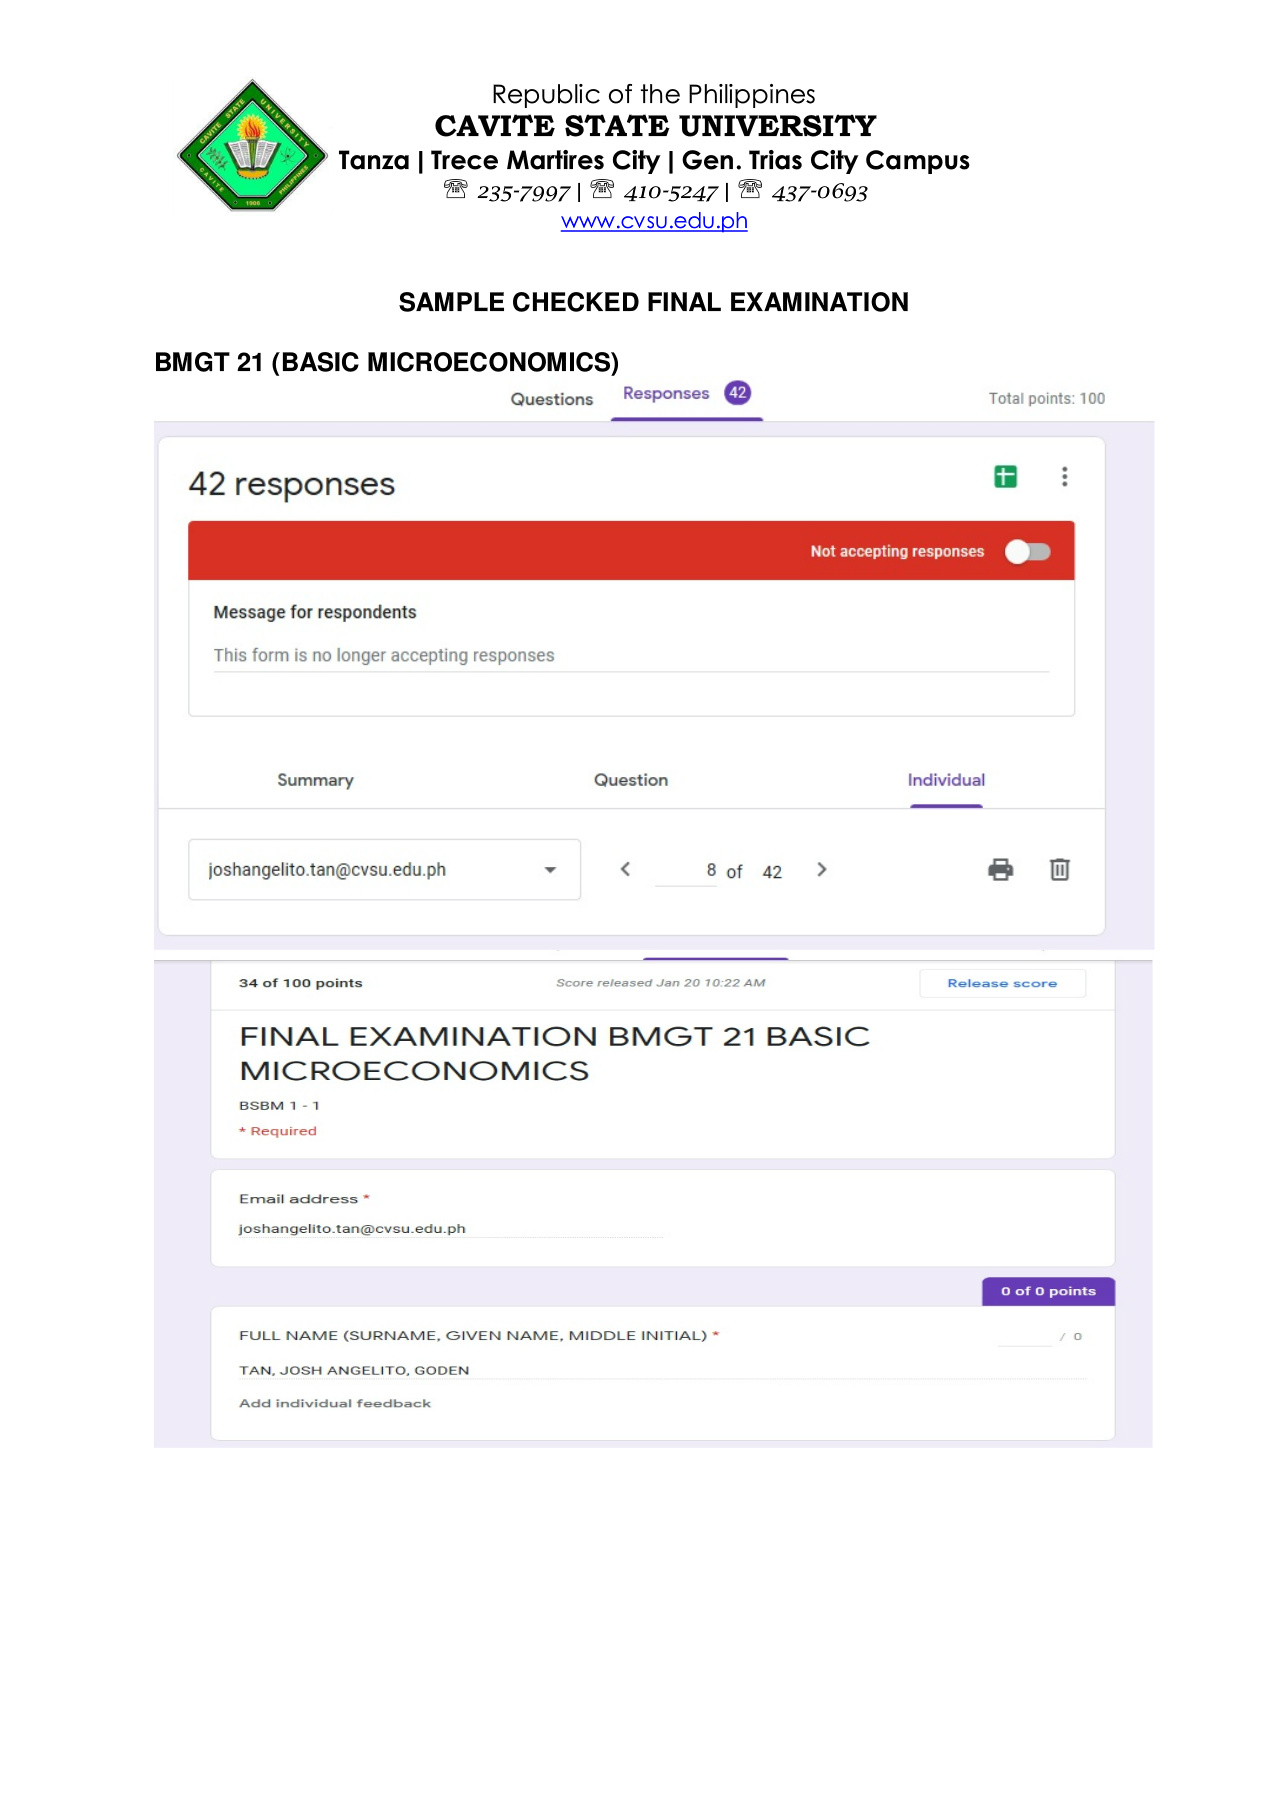 Republic of the Philippines
CAVITE STATE UNIVERSITY
Tanza | Trece Martires City | Gen. Trias City Campus
☏ 235-7997 | ☏ 410-5247 | ☏ 437-0693
www.cvsu.edu.ph
CAVITE STATE UNIVERSITY
CAVITE PHILIPPINES
1906
SAMPLE CHECKED FINAL EXAMINATION
BMGT 21 (BASIC MICROECONOMICS)
Questions Responses 42 Total points: 100
42 responses
Not accepting responses
Message for respondents
This form is no longer accepting responses
Summary Question Individual
joshangelito.tan@cvsu.edu.ph 8 of 42
34 of 100 points Score released Jan 20 10:22 AM Release score
FINAL EXAMINATION BMGT 21 BASIC
MICROECONOMICS
BSBM 1 - 1
* Required
Email address *
joshangelito.tan@cvsu.edu.ph
0 of 0 points
FULL NAME (SURNAME, GIVEN NAME, MIDDLE INITIAL) * / 0
TAN, JOSH ANGELITO, GODEN
Add individual feedback